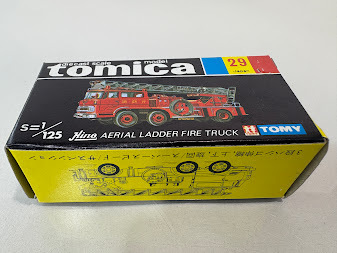 diecast scale model
tomica
29
S=1/125
Hino AERIAL LADDER FIRE TRUCK
TOMY